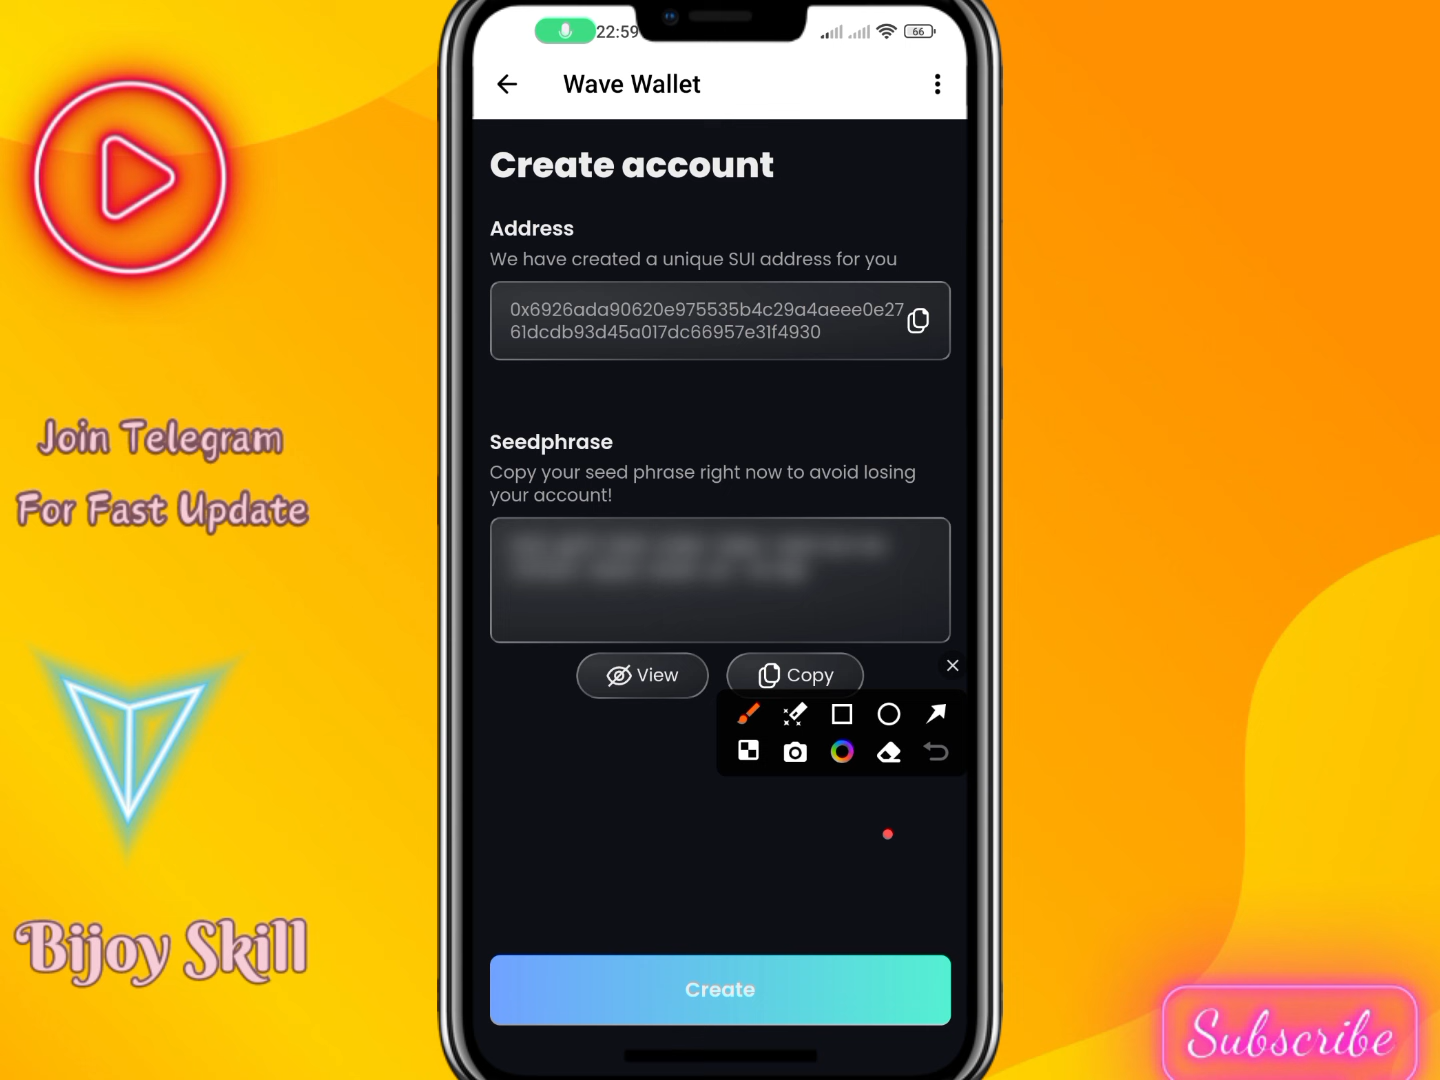 22:59
66
Wave Wallet
Create account
Address
We have created a unique SUI address for you
0x6926ada90620e975535b4c29a4aeee0e27
61dcdb93d45a017dc66957e31f4930
Seedphrase
Copy your seed phrase right now to avoid losing
your account!
View
Copy
Create
Join Telegram
For Fast Update
Bijoy Skill
Subscribe